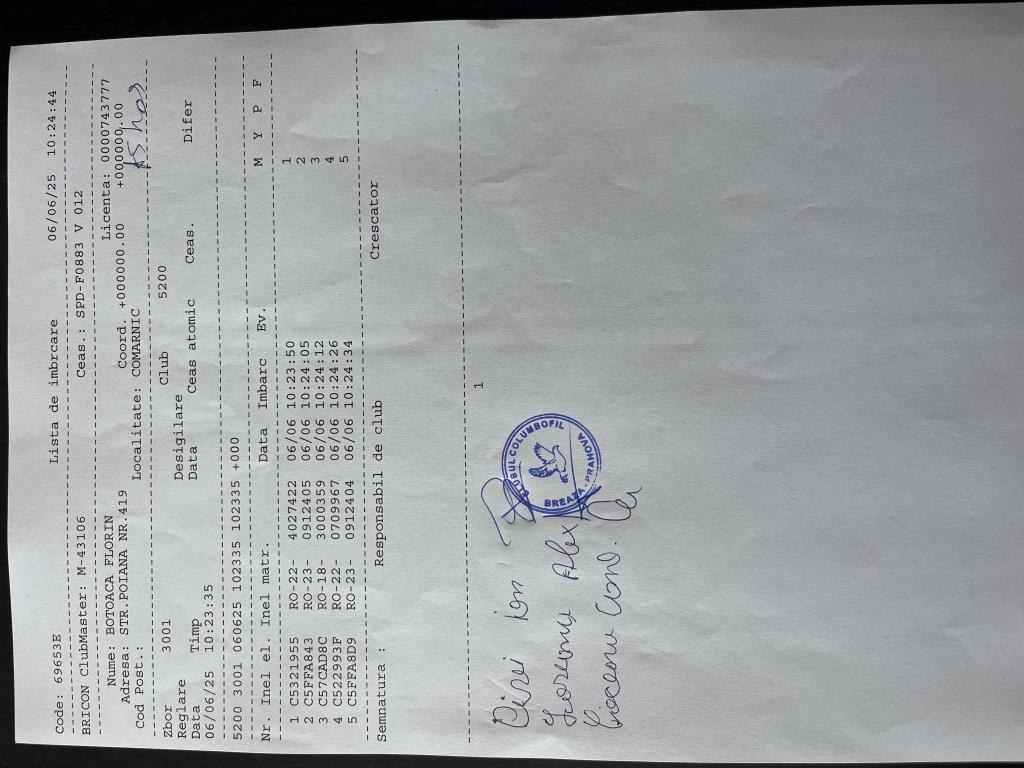 Code: 69653E Lista de imbrcare 06/06/25 10:24:44
BRICON ClubMaster: M-43106 Ceas.: SPD-F0883 V 012
Nume: BOTOACA FLORIN Licenta: 0000743777
Adresa: STR.POIANA NR.419 Coord. +000000.00 +000000.00
Cod Post.: Localitate: COMARNIC
Zbor 3001 Club 5200
Reglare Desigilare
Data Timp Data Ceas atomic Ceas. Difer
06/06/25 10:23:35
5200 3001 060625 102335 102335 +000
Nr. Inel el. Inel matr. Data Imbarc Ev. M Y P F
1 C5321955 RO-22- 4027422 06/06 10:23:50 1
2 C5FFA843 RO-23- 0912405 06/06 10:24:05 2
3 C57CAD8C RO-18- 3000359 06/06 10:24:12 3
4 C522993F RO-22- 0709967 06/06 10:24:26 4
5 C5FFA8D9 RO-23- 0912404 06/06 10:24:34 5
Semnatura : Responsabil de club Crescator
1
CLUBUL COLUMBOFIL
BREAZA - PRAHOVA
Ion
Alex